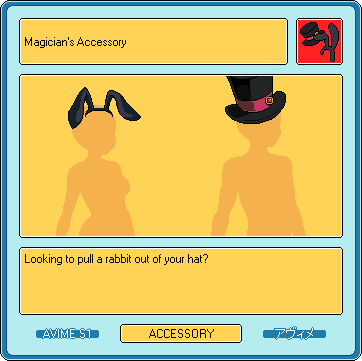 Magician's Accessory
Looking to pull a rabbit out of your hat?
AVIME S1
ACCESSORY
アヴィメ